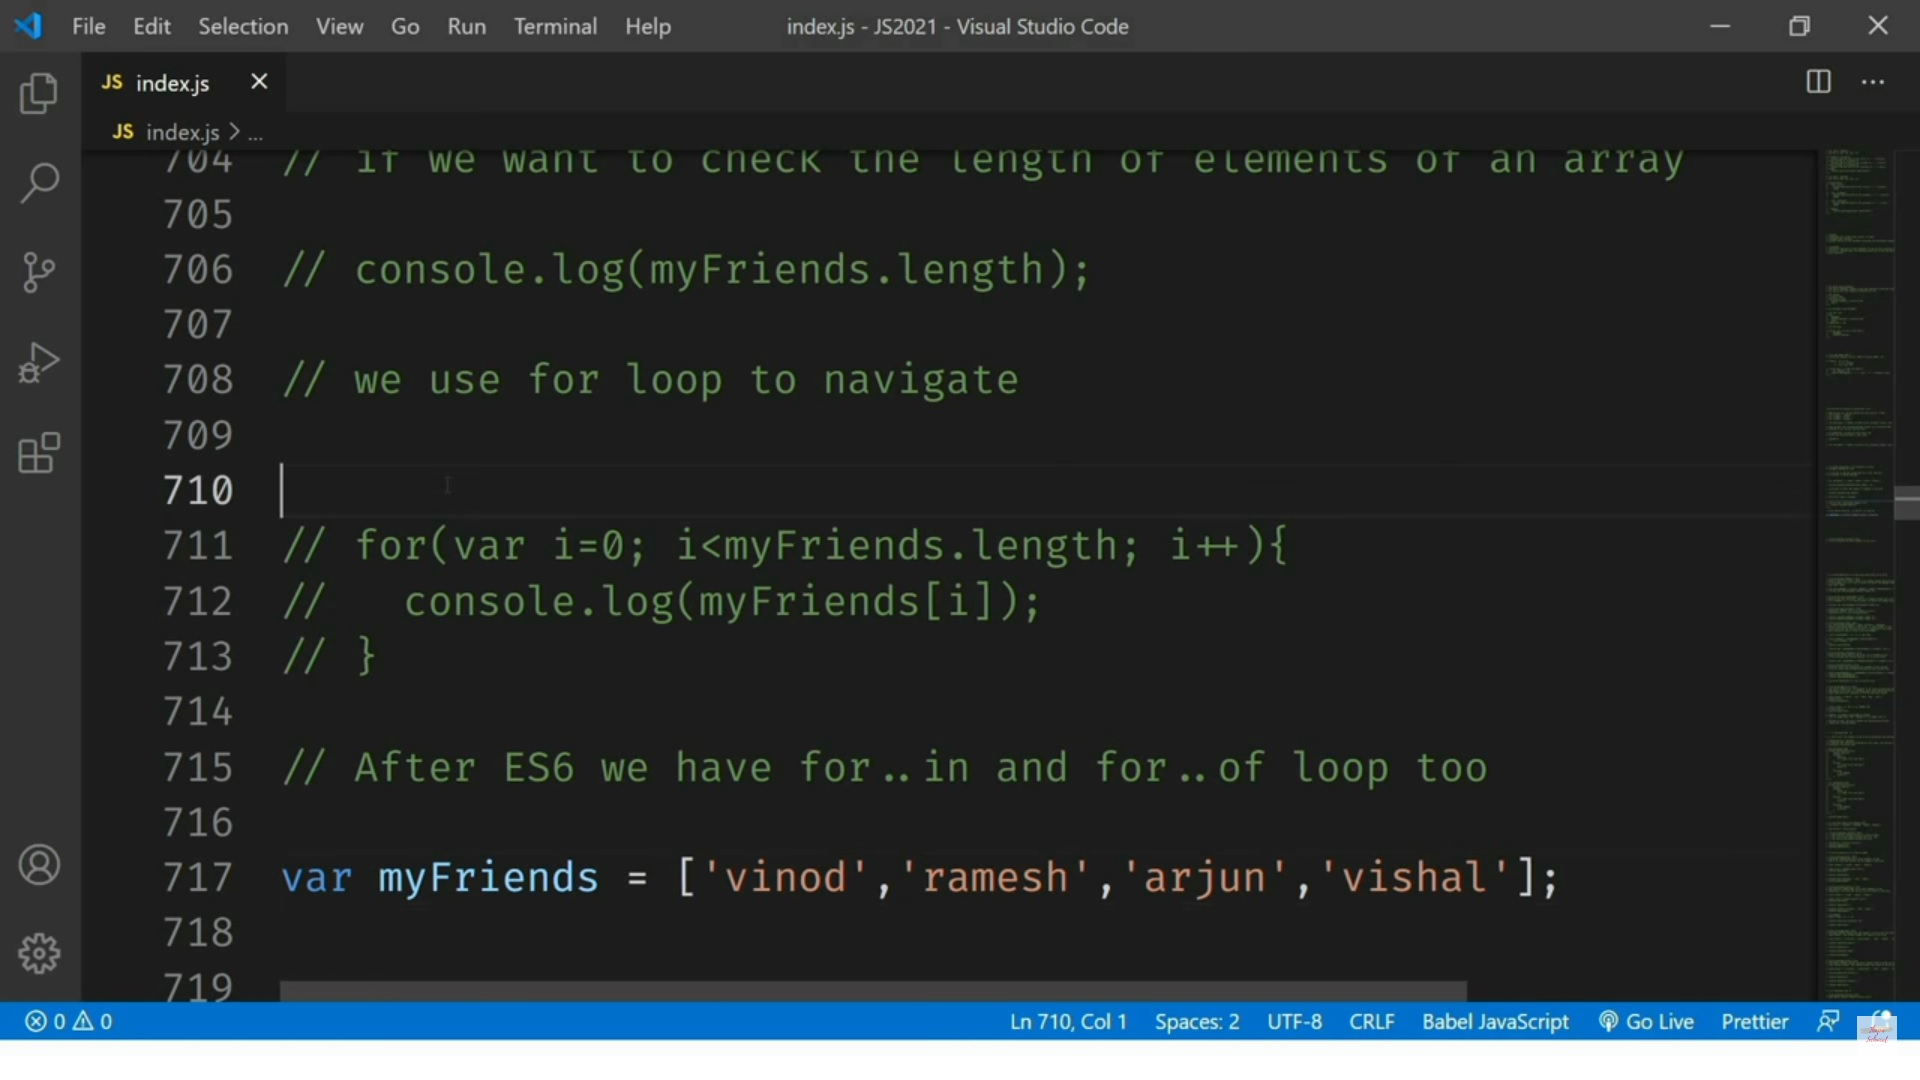 File Edit Selection View Go Run Terminal Help index.js - JS2021 - Visual Studio Code
JS index.js
JS index.js > ...
704 // if we want to check the length of elements of an array
705
706 // console.log(myFriends.length);
707
708 // we use for loop to navigate
709
710
711 // for(var i=0; i<myFriends.length; i++){
712 //   console.log(myFriends[i]);
713 // }
714
715 // After ES6 we have for..in and for..of loop too
716
717 var myFriends = ['vinod','ramesh','arjun','vishal'];
718
719
0 0 Ln 710, Col 1 Spaces: 2 UTF-8 CRLF Babel JavaScript Go Live Prettier